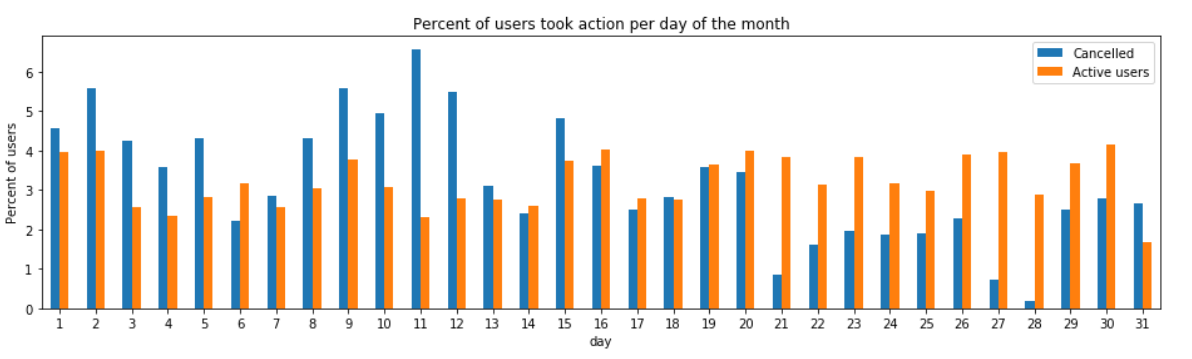 Percent of users took action per day of the month
Cancelled
Active users
Percent of users
6
5
4
3
2
1
0
1 2 3 4 5 6 7 8 9 10 11 12 13 14 15 16 17 18 19 20 21 22 23 24 25 26 27 28 29 30 31
day